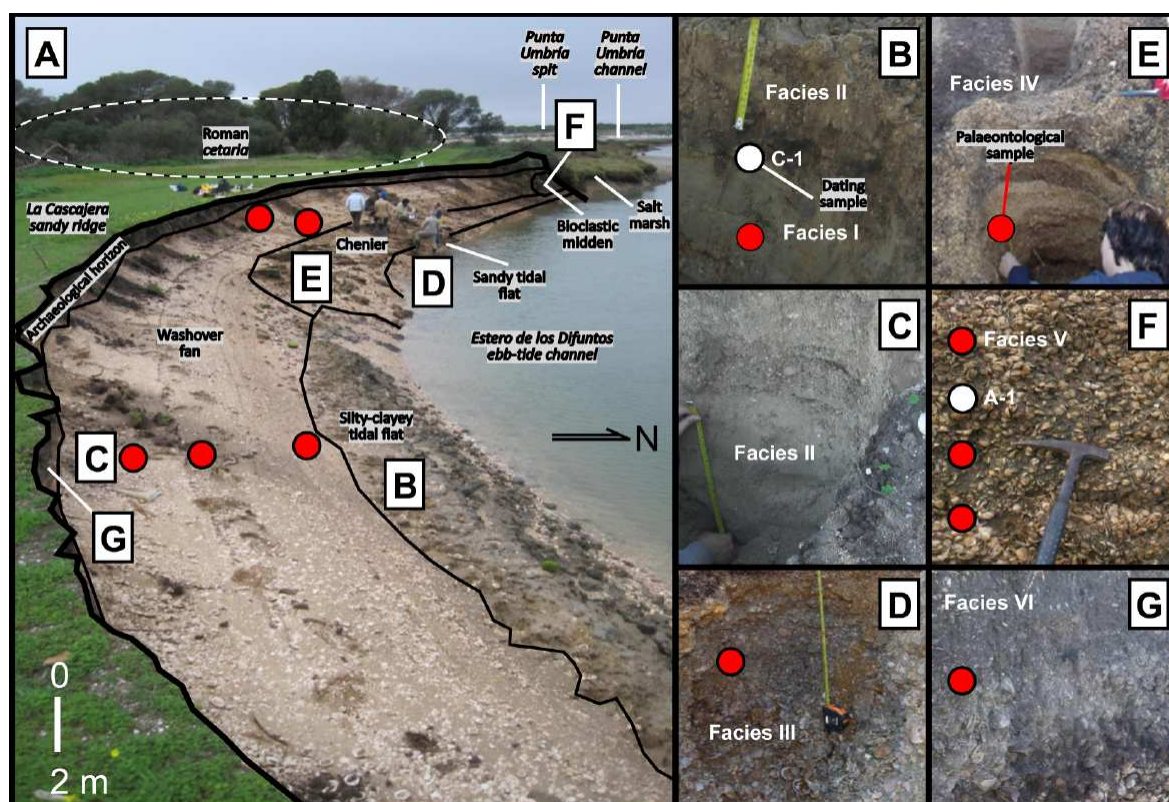 A
Punta
Umbría
spit
Punta
Umbría
channel
F
Roman
cetaria
La Cascajera
sandy ridge
Archaeological horizon
Chenier
Bioclastic
midden
Salt
marsh
E
D
Sandy tidal
flat
Washover
fan
Estero de los Difuntos
ebb-tide channel
N
Silty-clayey
tidal flat
C
B
G
0
2 m
B
Facies II
C-1
Dating
sample
Facies I
C
Facies II
D
Facies III
E
Facies IV
Palaeontological
sample
F
Facies V
A-1
G
Facies VI